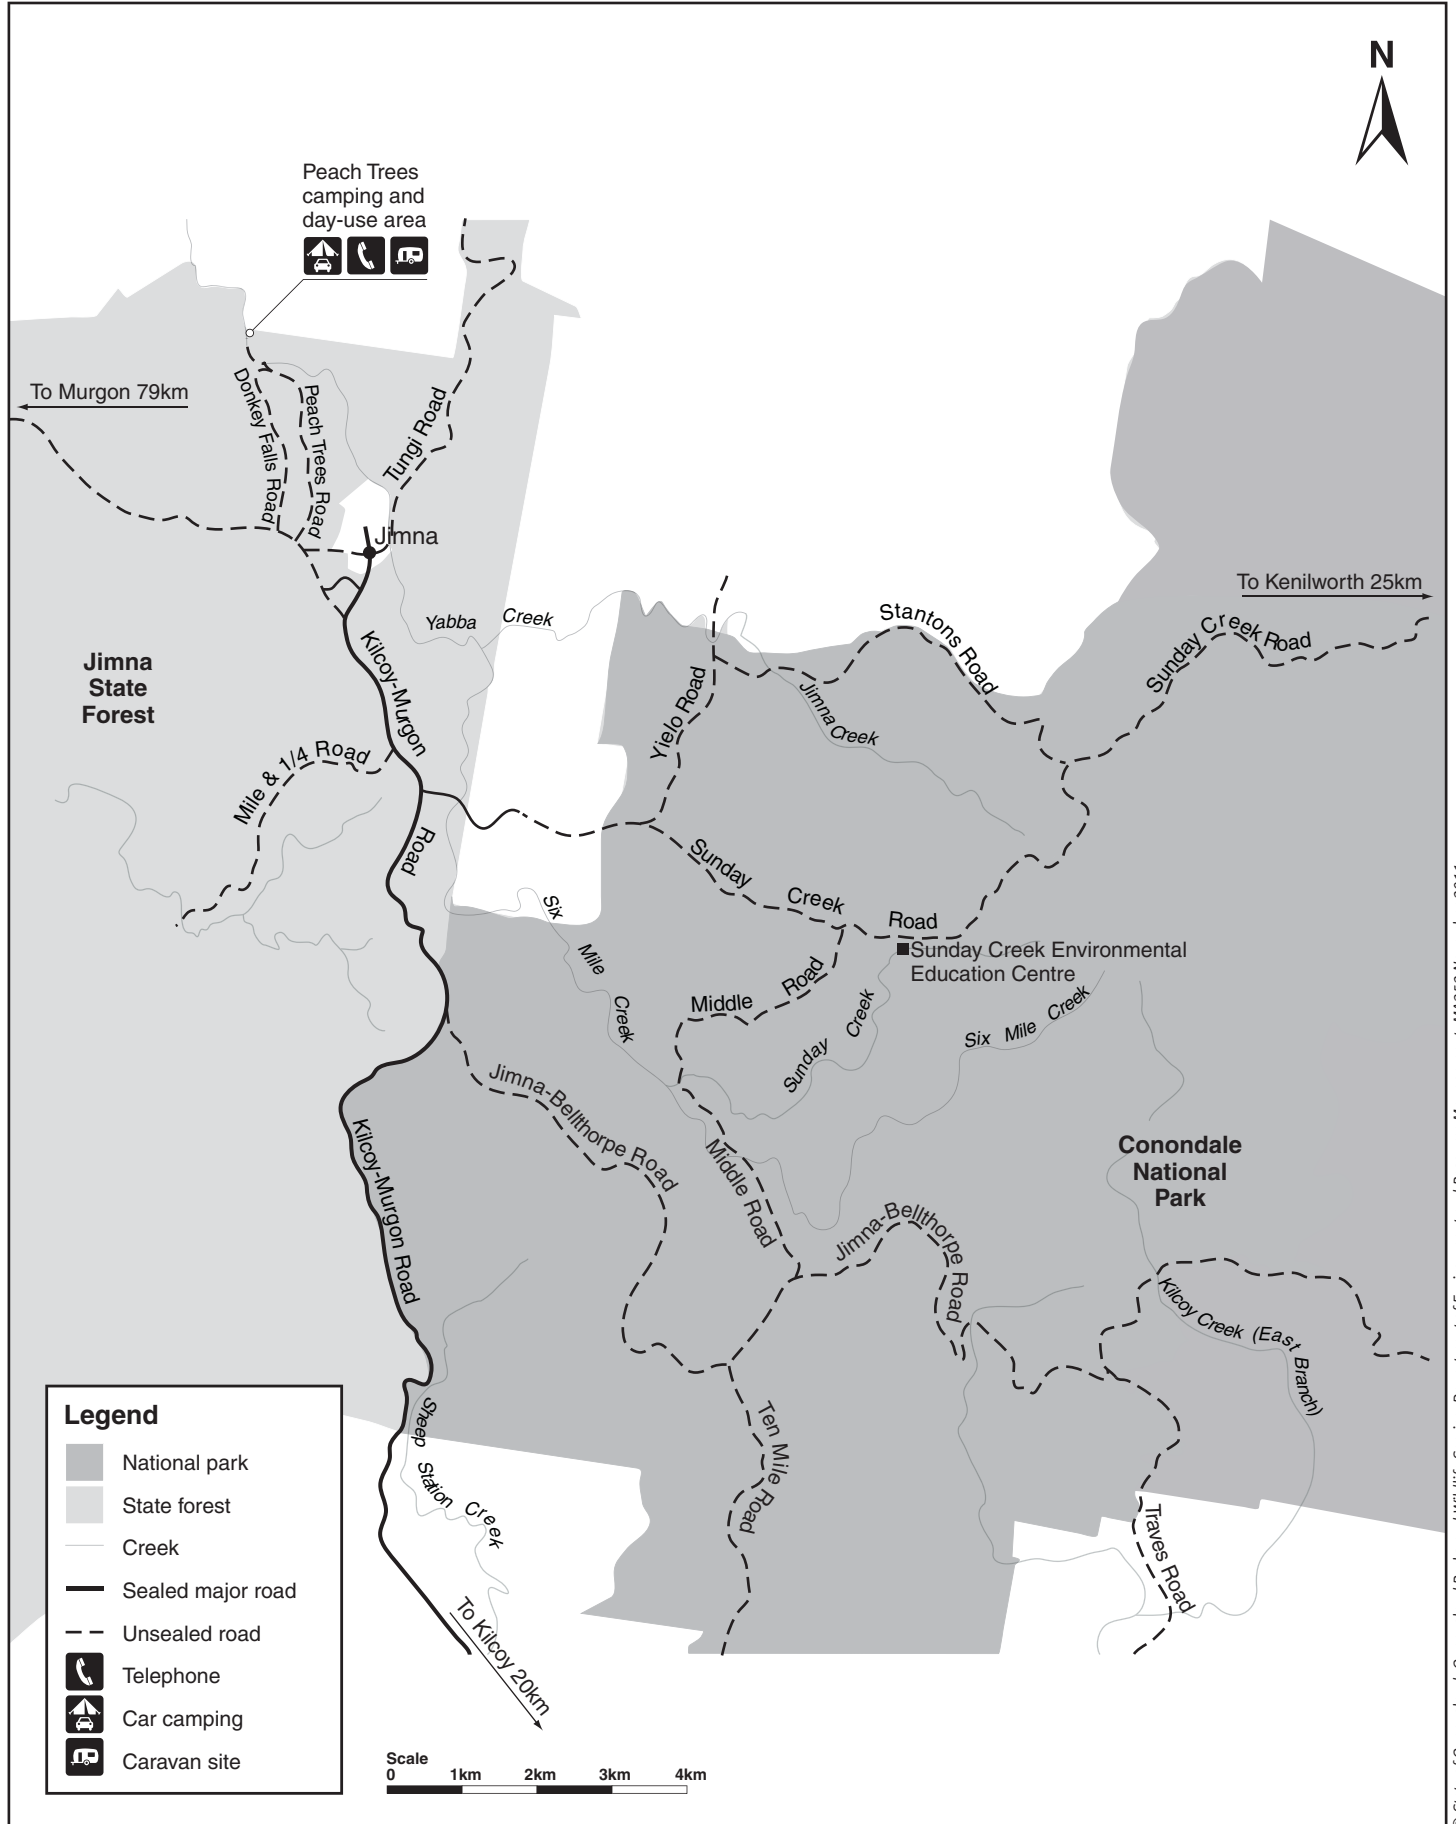 N
Peach Trees
camping and
day-use area
To Murgon 79km
Donkey Falls Road
Peach Trees Road
Tungi Road
Jimna
To Kenilworth 25km
Yabba Creek
Stantons Road
Sunday Creek Road
Jimna
State
Forest
Kilcoy-Murgon Road
Yielo Road
Jimna Creek
Mile & 1/4 Road
Sunday Creek Road
Six Mile Creek
Sunday Creek Environmental
Education Centre
Middle Road
Sunday Creek
Six Mile Creek
Jimna-Bellthorpe Road
Conondale
National
Park
Kilcoy-Murgon Road
Middle Road
Jimna-Bellthorpe Road
Kilcoy Creek (East Branch)
Sheep Station Creek
Ten Mile Road
Traves Road
To Kilcoy 20km
Legend
National park
State forest
Creek
Sealed major road
Unsealed road
Telephone
Car camping
Caravan site
Scale
0 1km 2km 3km 4km